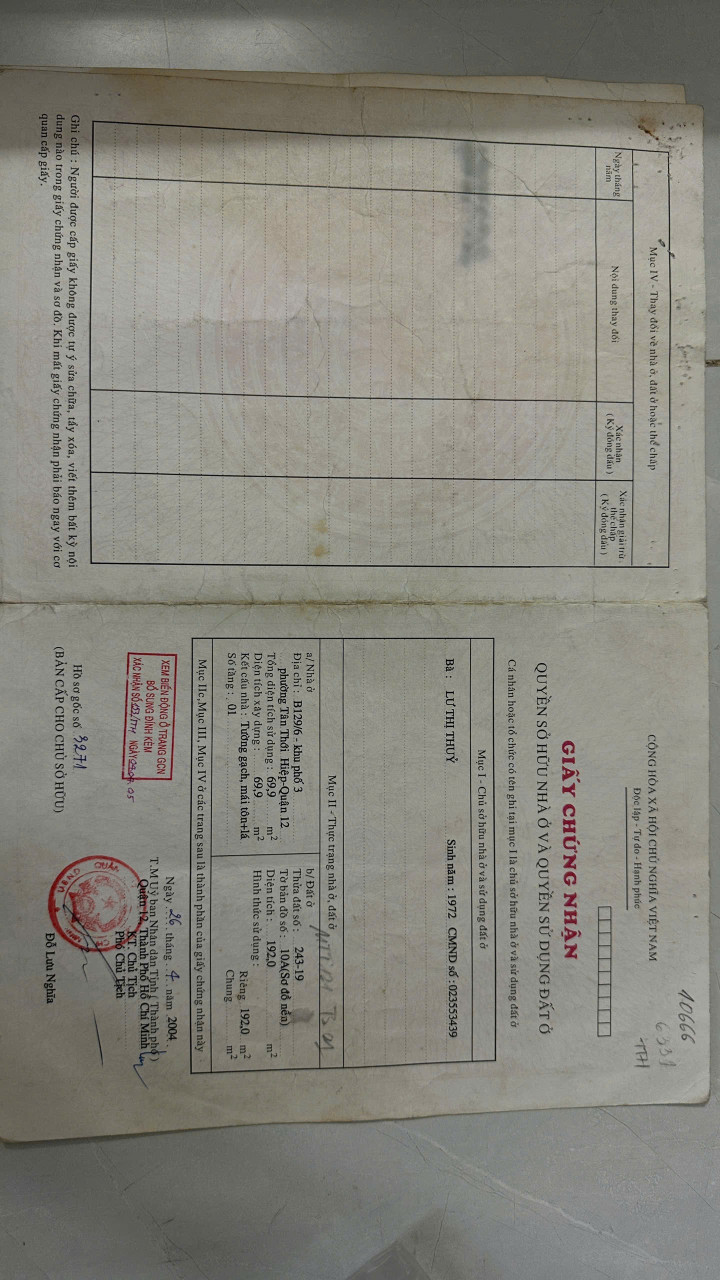 Mục IV - Thay đổi về nhà ở, đất ở hoặc thế chấp
Ngày tháng năm
Nội dung thay đổi
Xác nhận
( Ký đóng dấu )
Xác nhận giải trừ
thế chấp
( Ký đóng dấu )
Ghi chú : Người được cấp giấy không được tự ý sửa chữa, tẩy xóa, viết thêm bất kỳ nội
dung nào trong giấy chứng nhận và sơ đồ. Khi mất giấy chứng nhận phải báo ngay với cơ
quan cấp giấy.
10666
6331
TTH
CỘNG HÒA XÃ HỘI CHỦ NGHĨA VIỆT NAM
Độc lập - Tự do - Hạnh phúc
GIẤY CHỨNG NHẬN
QUYỀN SỞ HỮU NHÀ Ở VÀ QUYỀN SỬ DỤNG ĐẤT Ở
Cá nhân hoặc tổ chức có tên ghi tại mục I là chủ sở hữu nhà ở và sử dụng đất ở
Mục I - Chủ sở hữu nhà ở và sử dụng đất ở
Bà : LƯ THỊ THUỶ Sinh năm : 1972 CMND số : 023553439
Mục II - Thực trạng nhà ở, đất ở
a/ Nhà ở
Địa chỉ : B129/6 - khu phố 3
phường Tân Thới Hiệp-Quận 12
Tổng diện tích sử dụng : 69,9 m²
Diện tích xây dựng : 69,9 m²
Kết cấu nhà : Tường gạch, mái tôn+lá
Số tầng : 01
b/ Đất ở
Thửa đất số : 243-19
Tờ bản đồ số : 10A(Sơ đồ nền)
Diện tích : 192,0 m²
Hình thức sử dụng :
Riêng 192,0 m²
Chung m²
Mục IIc,Mục III, Mục IV ở các trang sau là thành phần của giấy chứng nhận này
XEM BIẾN ĐỘNG Ở TRANG GCN
BỔ SUNG ĐÍNH KÈM
XÁC NHẬN SỐ NGÀY
Ngày 26 tháng 4 năm 2004
T.M Uỷ ban Nhân dân Tỉnh ( Thành phố )
Quận 12, Thành Phố Hồ Chí Minh
KT. Chủ Tịch
Phó Chủ Tịch
Đỗ Lưu Nghĩa
Hồ sơ gốc số 3271
(BẢN CẤP CHO CHỦ SỞ HỮU)